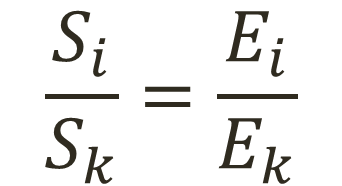 S_i / S_k = E_i / E_k